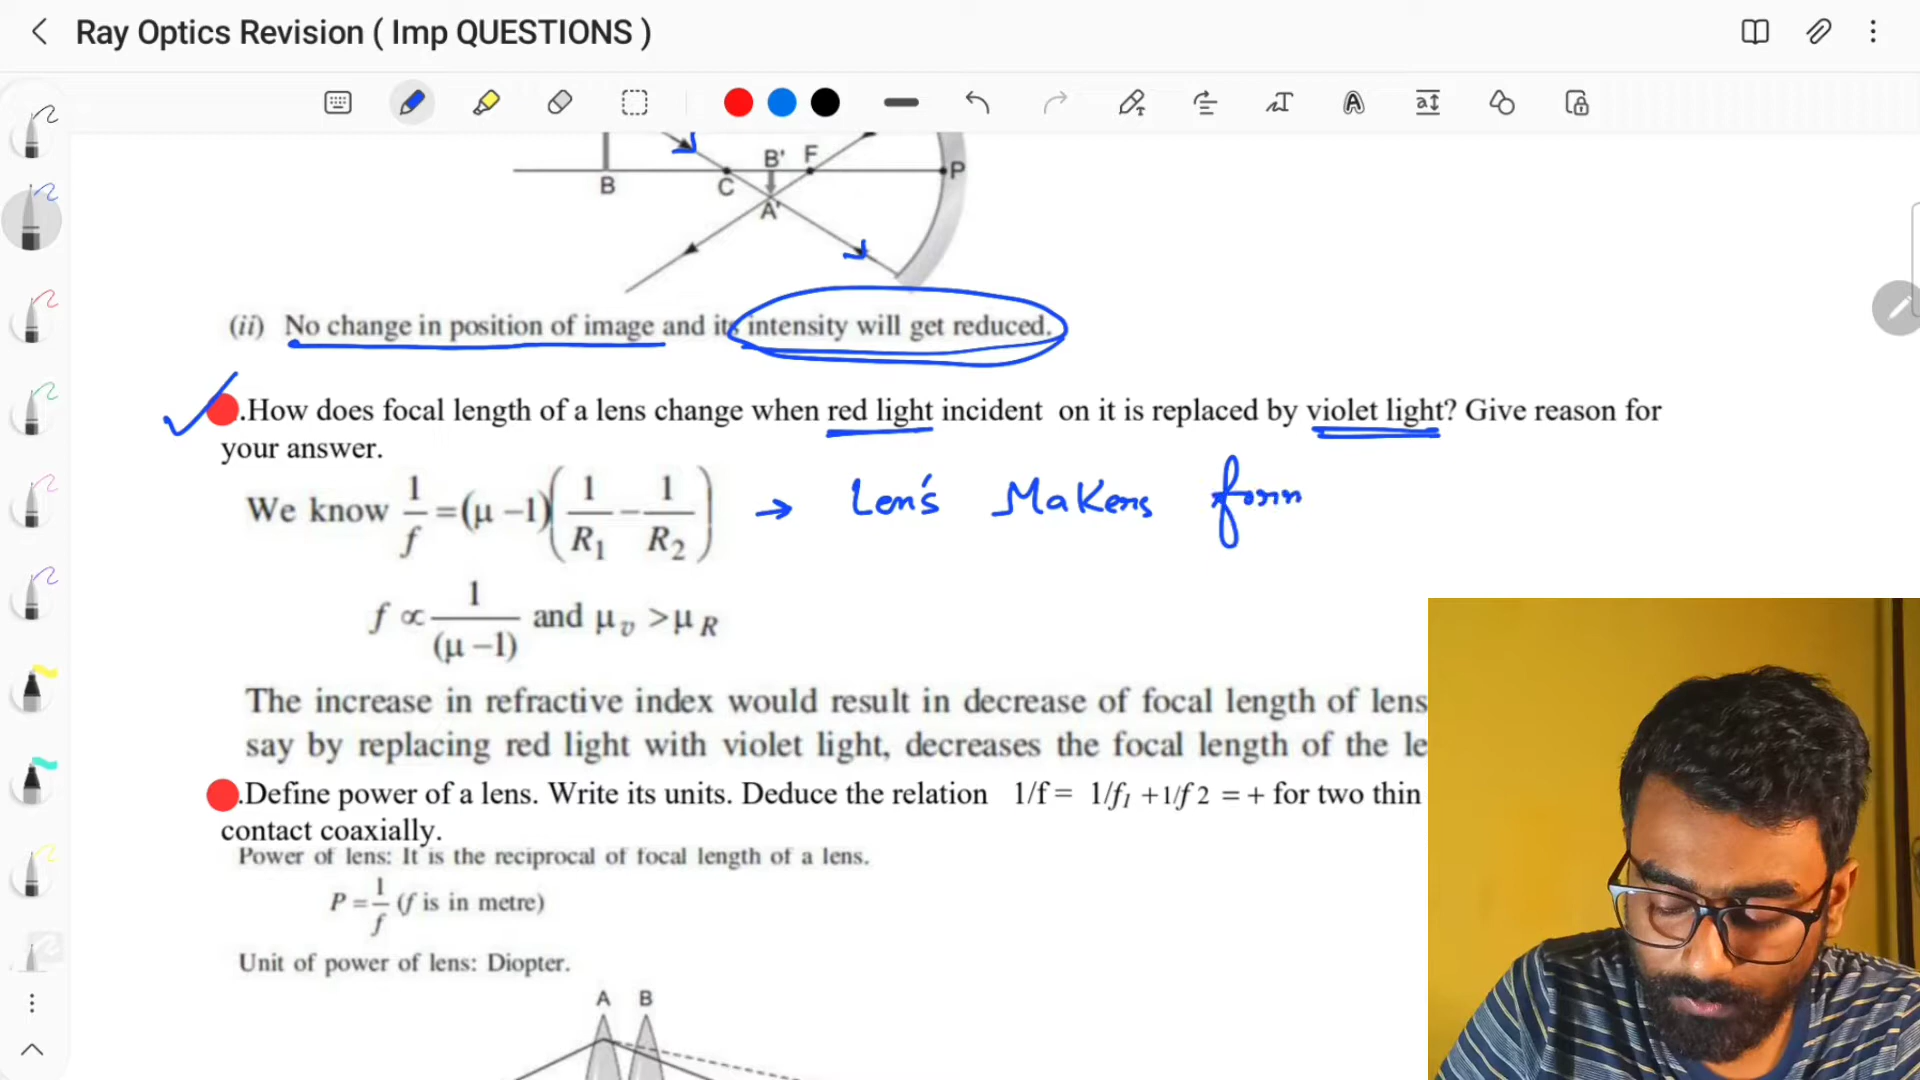 Ray Optics Revision ( Imp QUESTIONS )
B' F
B C P
A'
(ii) No change in position of image and its intensity will get reduced.
.How does focal length of a lens change when red light incident on it is replaced by violet light? Give reason for
your answer.
We know 1/f = (μ −1)(1/R1 − 1/R2) → Len's Makens form
f ∝ 1/(μ −1) and μv > μR
The increase in refractive index would result in decrease of focal length of lens
say by replacing red light with violet light, decreases the focal length of the le
.Define power of a lens. Write its units. Deduce the relation 1/f = 1/f1 +1/f 2 = + for two thin
contact coaxially.
Power of lens: It is the reciprocal of focal length of a lens.
P = 1/f (f is in metre)
Unit of power of lens: Diopter.
A B